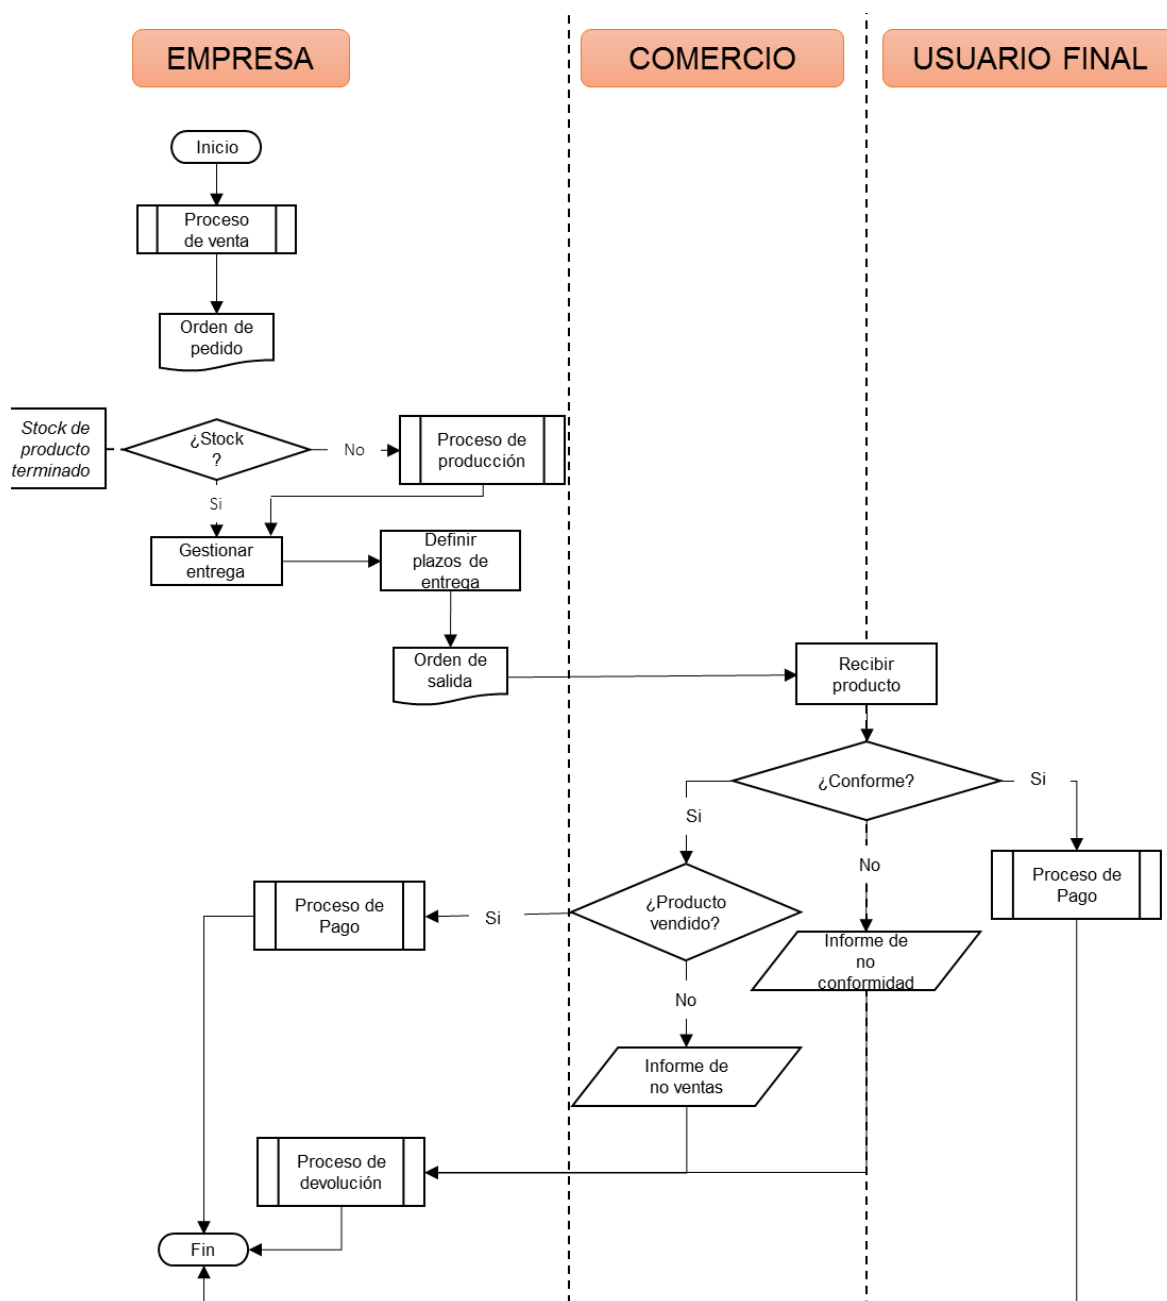 EMPRESA
COMERCIO
USUARIO FINAL
Inicio
Proceso
de venta
Orden de
pedido
Stock de
producto
terminado
¿Stock
?
No
Proceso de
producción
Si
Gestionar
entrega
Definir
plazos de
entrega
Orden de
salida
Recibir
producto
¿Conforme?
Si
Si
No
Proceso de
Pago
Proceso de
Pago
Si
¿Producto
vendido?
Informe de
no
conformidad
No
Informe de
no ventas
Proceso de
devolución
Fin